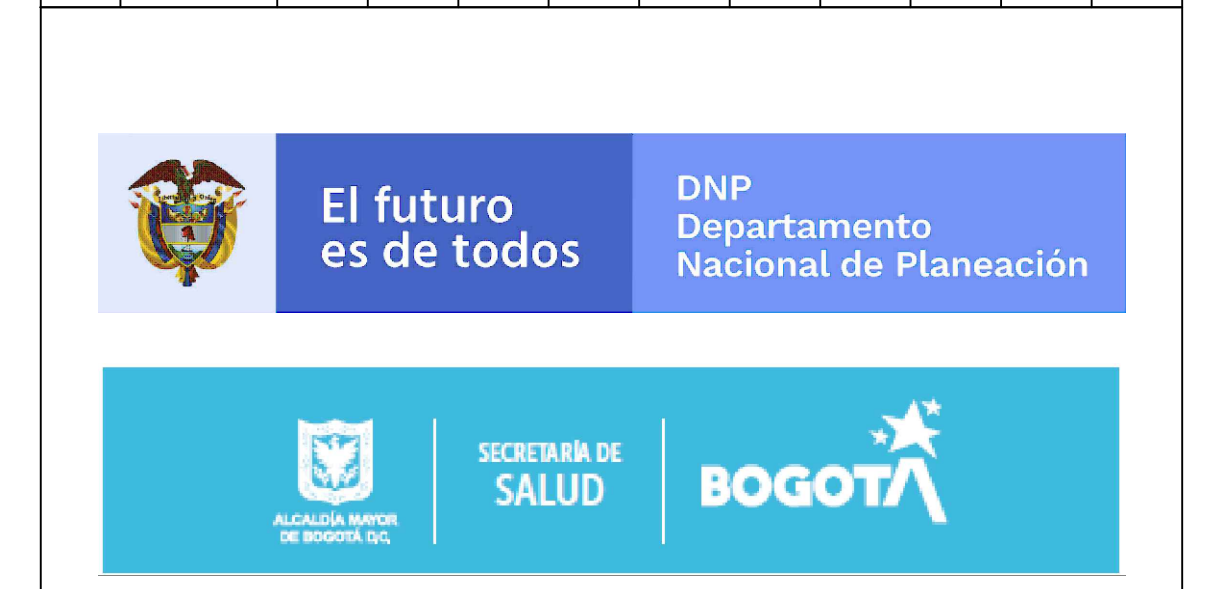 El futuro
es de todos
DNP
Departamento
Nacional de Planeación
ALCALDÍA MAYOR
DE BOGOTÁ D.C.
SECRETARÍA DE
SALUD
BOGOTÁ